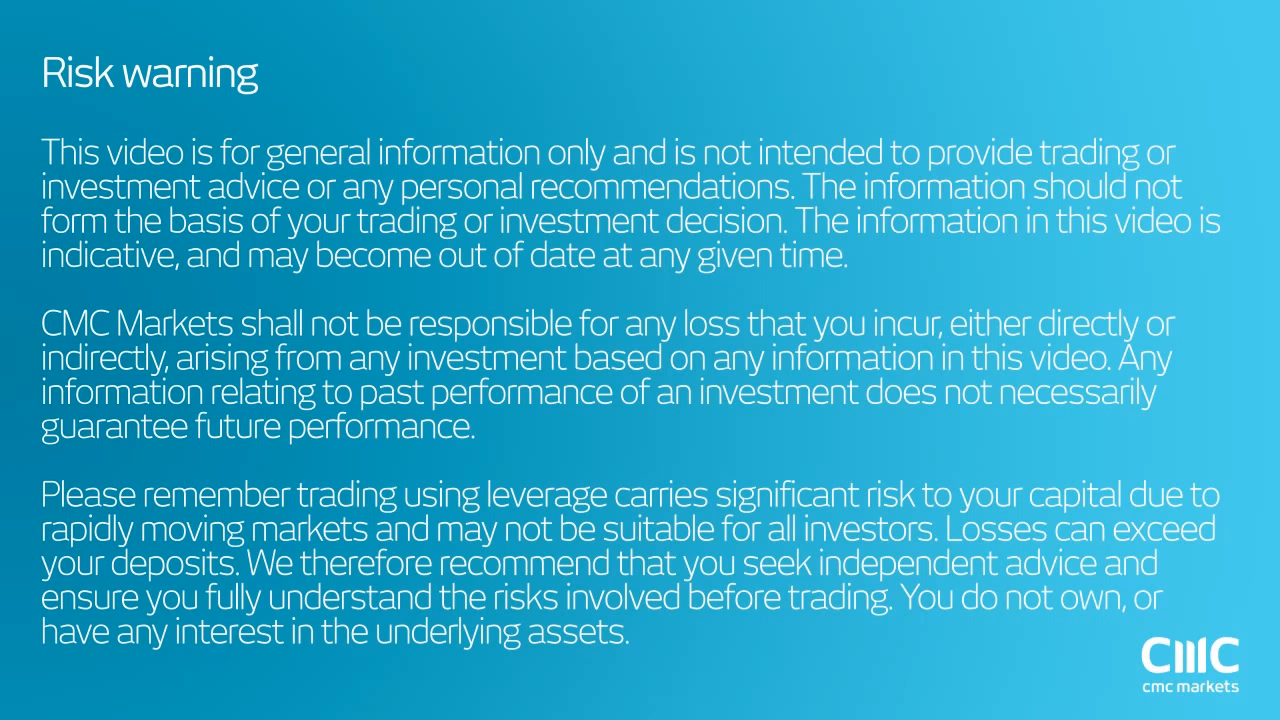 Risk warning
This video is for general information only and is not intended to provide trading or
investment advice or any personal recommendations. The information should not
form the basis of your trading or investment decision. The information in this video is
indicative, and may become out of date at any given time.
CMC Markets shall not be responsible for any loss that you incur, either directly or
indirectly, arising from any investment based on any information in this video. Any
information relating to past performance of an investment does not necessarily
guarantee future performance.
Please remember trading using leverage carries significant risk to your capital due to
rapidly moving markets and may not be suitable for all investors. Losses can exceed
your deposits. We therefore recommend that you seek independent advice and
ensure you fully understand the risks involved before trading. You do not own, or
have any interest in the underlying assets.
CMC
cmc markets